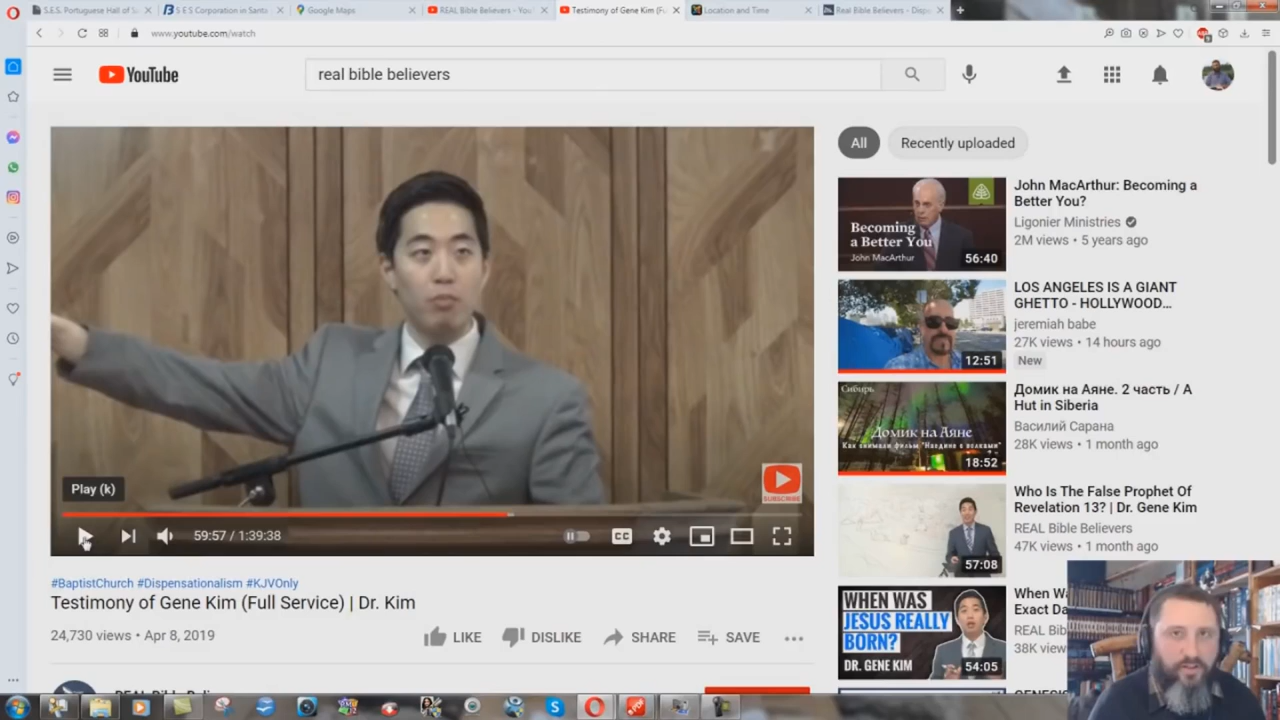 S.E.S. Portuguese Hall of S
S E S Corporation in Santa
Google Maps
REAL Bible Believers - You
Testimony of Gene Kim (Fu
Location and Time
Real Bible Believers - Disp
www.youtube.com/watch
YouTube
real bible believers
All
Recently uploaded
Becoming
a Better You
John MacArthur
56:40
John MacArthur: Becoming a
Better You?
Ligonier Ministries
2M views • 5 years ago
12:51
LOS ANGELES IS A GIANT
GHETTO - HOLLYWOOD...
jeremiah babe
27K views • 14 hours ago
New
Сибирь
Домик на Аяне
Как снимали фильм "Наедине с волками"
18:52
Домик на Аяне. 2 часть / A
Hut in Siberia
Василий Сарана
28K views • 1 month ago
57:08
Who Is The False Prophet Of
Revelation 13? | Dr. Gene Kim
REAL Bible Believers
47K views • 1 month ago
WHEN WAS
JESUS REALLY
BORN?
DR. GENE KIM
54:05
When Wa
Exact Da
REAL Bib
38K view
Play (k)
SUBSCRIBE
59:57 / 1:39:38
CC
#BaptistChurch #Dispensationalism #KJVOnly
Testimony of Gene Kim (Full Service) | Dr. Kim
24,730 views • Apr 8, 2019
LIKE
DISLIKE
SHARE
SAVE